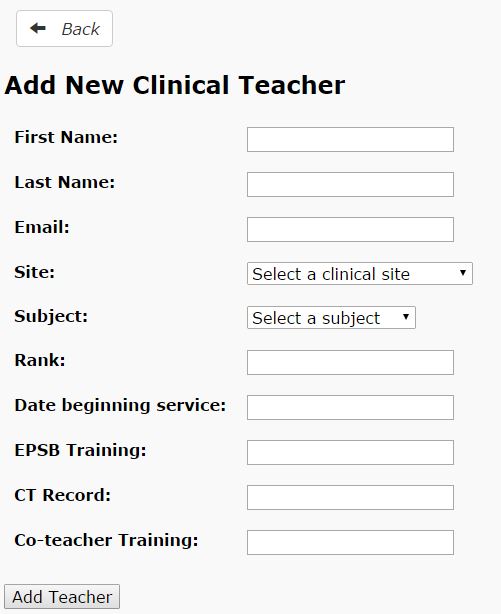 Back
Add New Clinical Teacher
First Name:
Last Name:
Email:
Site: Select a clinical site
Subject: Select a subject
Rank:
Date beginning service:
EPSB Training:
CT Record:
Co-teacher Training:
Add Teacher